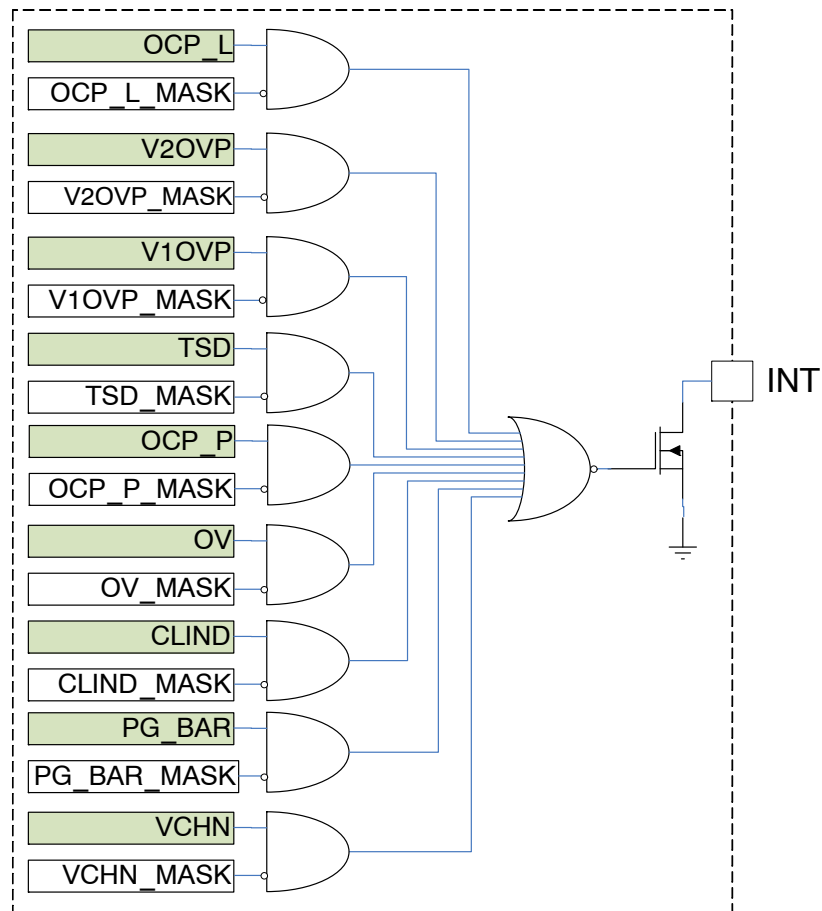 OCP_L
OCP_L_MASK
V2OVP
V2OVP_MASK
V1OVP
V1OVP_MASK
TSD
TSD_MASK
INT
OCP_P
OCP_P_MASK
OV
OV_MASK
CLIND
CLIND_MASK
PG_BAR
PG_BAR_MASK
VCHN
VCHN_MASK